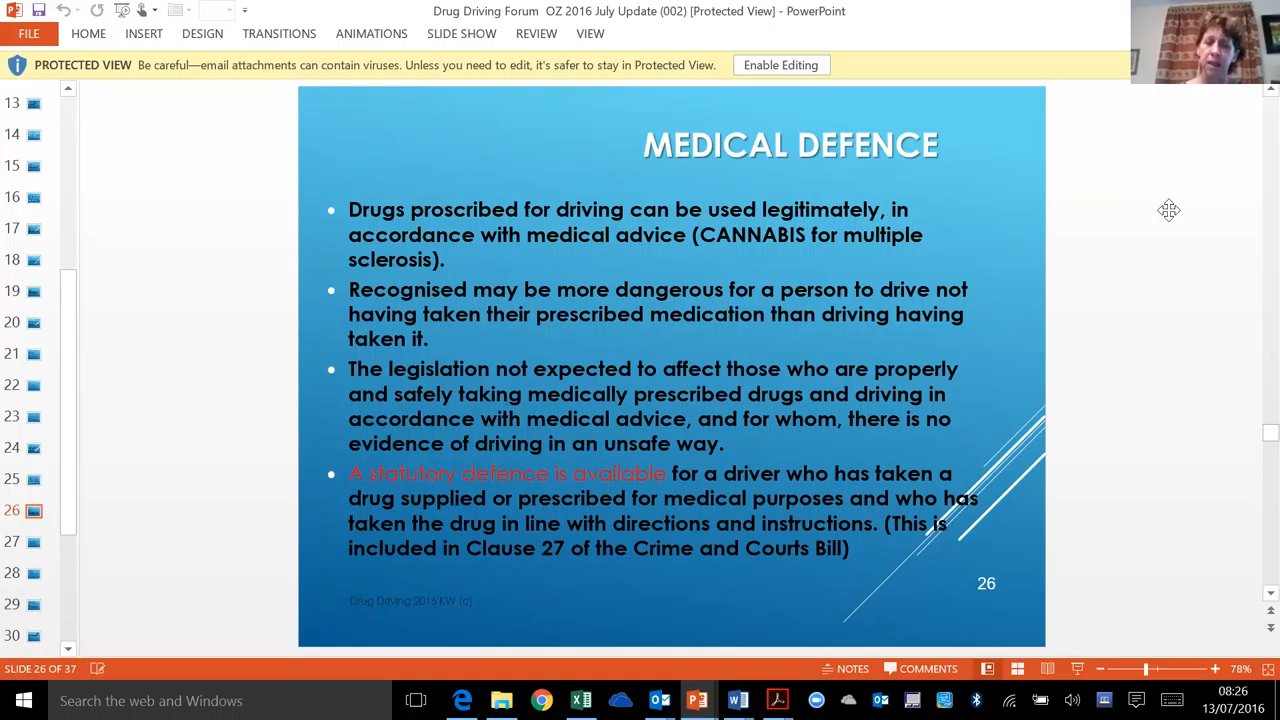 Drug Driving Forum OZ 2016 July Update (002) [Protected View] - PowerPoint
FILE HOME INSERT DESIGN TRANSITIONS ANIMATIONS SLIDE SHOW REVIEW VIEW
PROTECTED VIEW Be careful—email attachments can contain viruses. Unless you need to edit, it's safer to stay in Protected View. Enable Editing
13
14
15
16
17
18
19
20
21
22
23
24
25
26
27
28
29
30
MEDICAL DEFENCE
• Drugs proscribed for driving can be used legitimately, in
accordance with medical advice (CANNABIS for multiple
sclerosis).
• Recognised may be more dangerous for a person to drive not
having taken their prescribed medication than driving having
taken it.
• The legislation not expected to affect those who are properly
and safely taking medically prescribed drugs and driving in
accordance with medical advice, and for whom, there is no
evidence of driving in an unsafe way.
• A statutory defence is available for a driver who has taken a
drug supplied or prescribed for medical purposes and who has
taken the drug in line with directions and instructions. (This is
included in Clause 27 of the Crime and Courts Bill)
26
Drug Driving 2016 KW (c)
SLIDE 26 OF 37 NOTES COMMENTS 78%
Search the web and Windows
08:26
13/07/2016